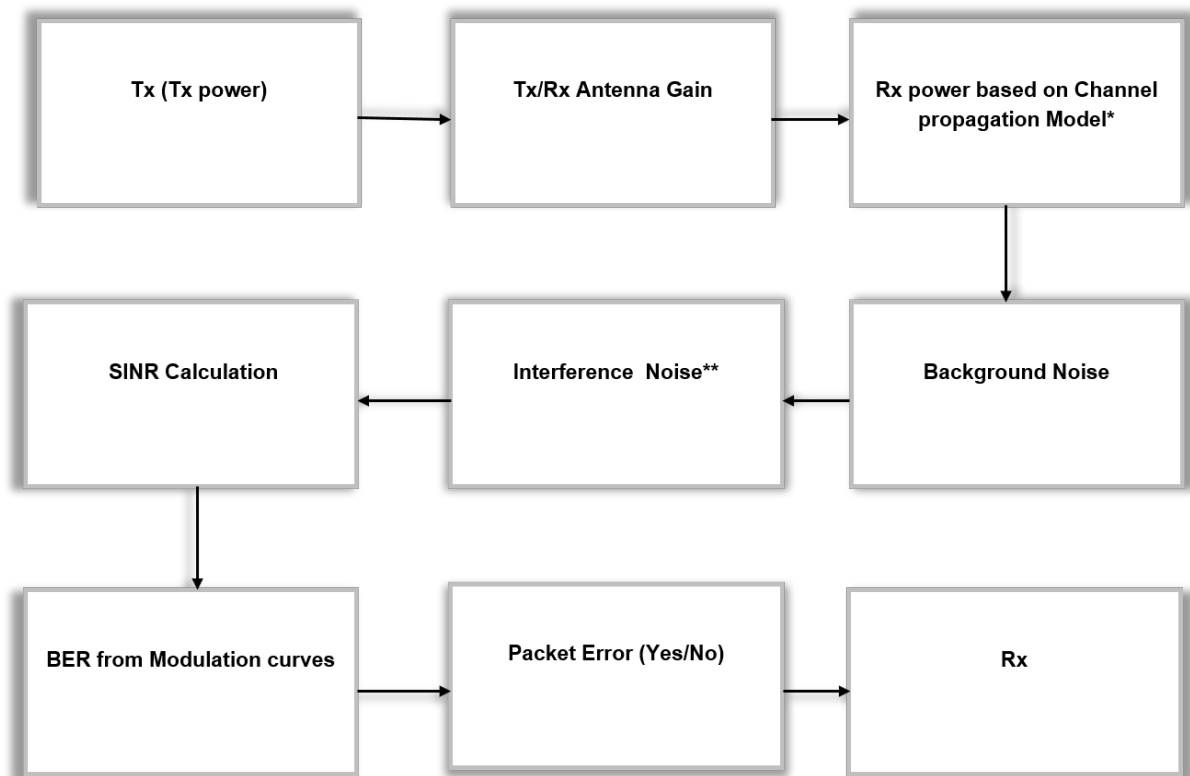 Tx (Tx power)
Tx/Rx Antenna Gain
Rx power based on Channel
propagation Model*
SINR Calculation
Interference  Noise**
Background Noise
BER from Modulation curves
Packet Error (Yes/No)
Rx